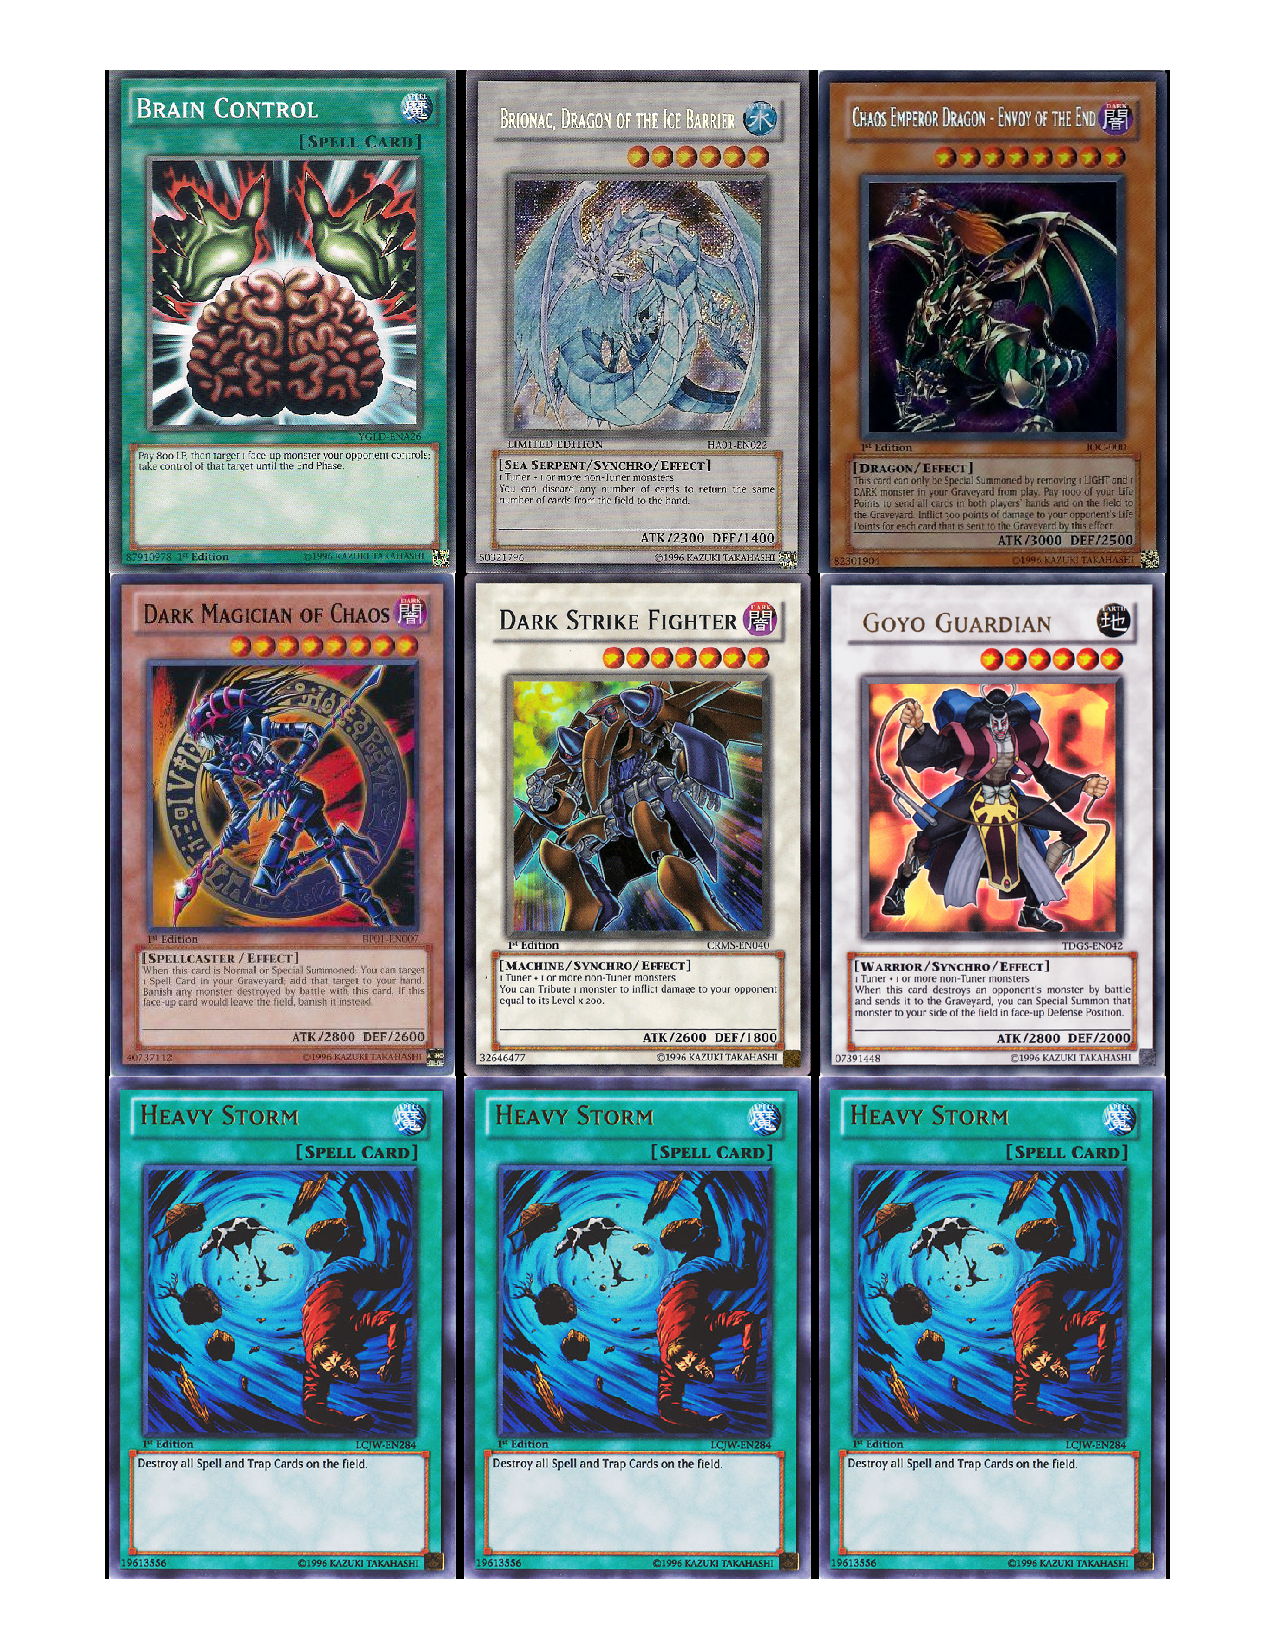 BRAIN CONTROL
SPELL
魔
[SPELL CARD]
YGLD-ENA26
Pay 800 LP, then target 1 face-up monster your opponent controls;
take control of that target until the End Phase.
87910978 1st Edition
©1996 KAZUKI TAKAHASHI
BRIONAC, DRAGON OF THE ICE BARRIER
WATER
水
LIMITED EDITION
HA01-EN022
[SEA SERPENT/SYNCHRO/EFFECT]
1 Tuner + 1 or more non-Tuner monsters
You can discard any number of cards to return the same
number of cards from the field to the hand.
ATK/2300 DEF/1400
50321796
©1996 KAZUKI TAKAHASHI
CHAOS EMPEROR DRAGON - ENVOY OF THE END
DARK
闇
1st Edition
IOC-000
[DRAGON/EFFECT]
This card can only be Special Summoned by removing 1 LIGHT and 1
DARK monster in your Graveyard from play. Pay 1000 of your Life
Points to send all cards in both players' hands and on the field to
the Graveyard. Inflict 300 points of damage to your opponent's Life
Points for each card that is sent to the Graveyard by this effect.
ATK/3000 DEF/2500
82301904
©1996 KAZUKI TAKAHASHI
DARK MAGICIAN OF CHAOS
DARK
闇
1st Edition
BP01-EN007
[SPELLCASTER / EFFECT]
When this card is Normal or Special Summoned: You can target
1 Spell Card in your Graveyard; add that target to your hand.
Banish any monster destroyed by battle with this card. If this
face-up card would leave the field, banish it instead.
ATK/2800 DEF/2600
40737112
©1996 KAZUKI TAKAHASHI
DARK STRIKE FIGHTER
DARK
闇
1st Edition
CRMS-EN040
[MACHINE/SYNCHRO/EFFECT]
1 Tuner + 1 or more non-Tuner monsters
You can Tribute 1 monster to inflict damage to your opponent
equal to its Level x 200.
ATK/2600 DEF/1800
32646477
©1996 KAZUKI TAKAHASHI
GOYO GUARDIAN
EARTH
地
TDGS-EN042
[WARRIOR/SYNCHRO/EFFECT]
1 Tuner + 1 or more non-Tuner monsters
When this card destroys an opponent's monster by battle
and sends it to the Graveyard, you can Special Summon that
monster to your side of the field in face-up Defense Position.
ATK/2800 DEF/2000
07391448
©1996 KAZUKI TAKAHASHI
HEAVY STORM
SPELL
魔
[SPELL CARD]
1st Edition
LCJW-EN284
Destroy all Spell and Trap Cards on the field.
19613556
©1996 KAZUKI TAKAHASHI
HEAVY STORM
SPELL
魔
[SPELL CARD]
1st Edition
LCJW-EN284
Destroy all Spell and Trap Cards on the field.
19613556
©1996 KAZUKI TAKAHASHI
HEAVY STORM
SPELL
魔
[SPELL CARD]
1st Edition
LCJW-EN284
Destroy all Spell and Trap Cards on the field.
19613556
©1996 KAZUKI TAKAHASHI